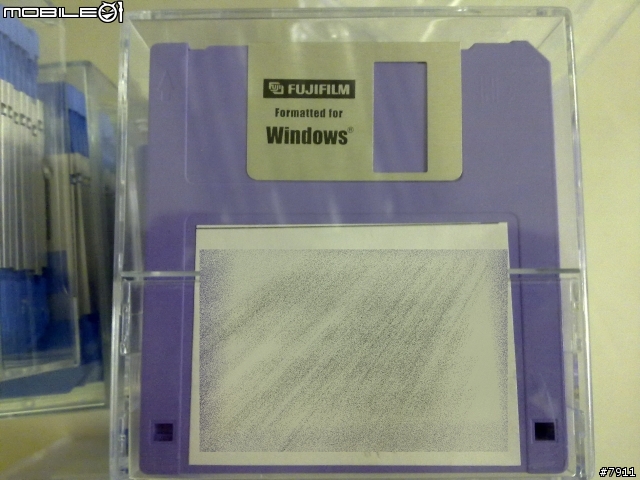 MOBILE01
FUJIFILM
Formatted for
Windows®
#7911